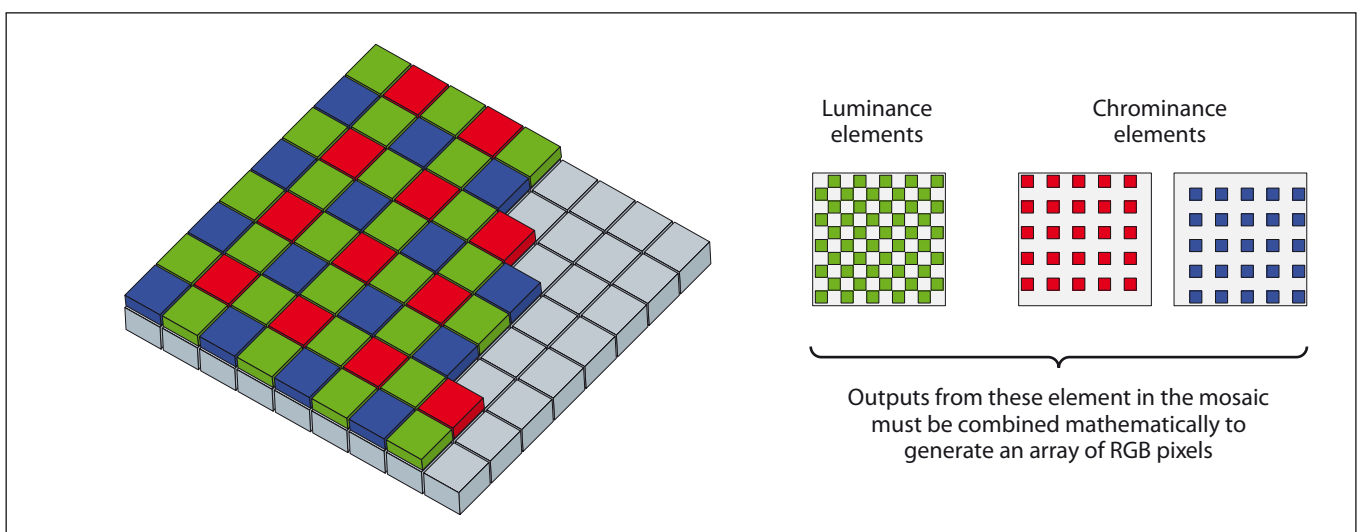 Luminance
elements
Chrominance
elements
Outputs from these element in the mosaic
must be combined mathematically to
generate an array of RGB pixels